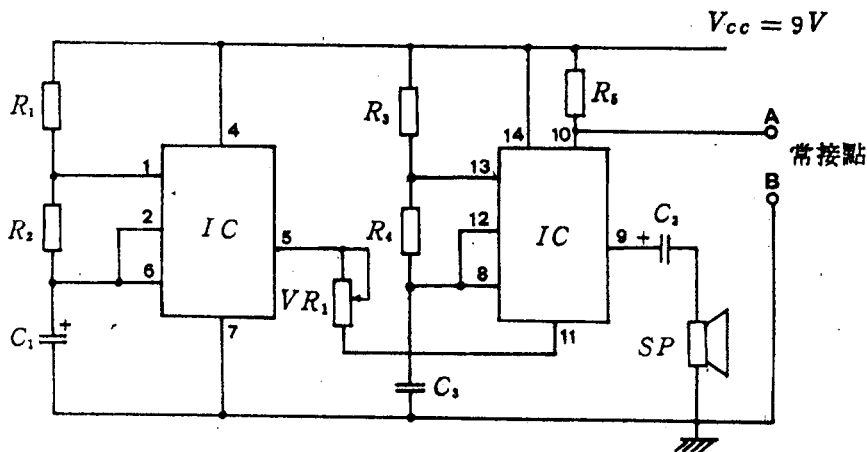 Vcc = 9V
R1
4
R3
14
10
R5
A
常接點
B
1
13
R2
2
IC
5
R4
12
IC
9
+
C2
6
VR1
8
C1
+
7
11
SP
C3